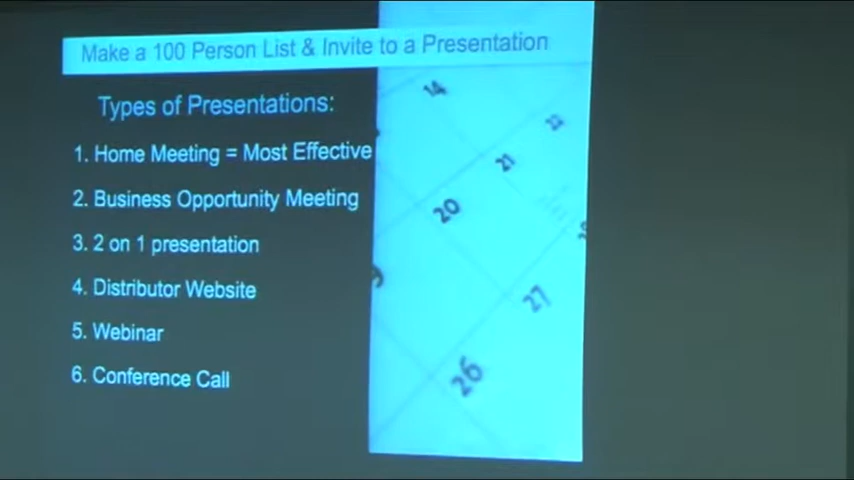 Make a 100 Person List & Invite to a Presentation
Types of Presentations:
1. Home Meeting = Most Effective
2. Business Opportunity Meeting
3. 2 on 1 presentation
4. Distributor Website
5. Webinar
6. Conference Call
14
22
21
20
27
26